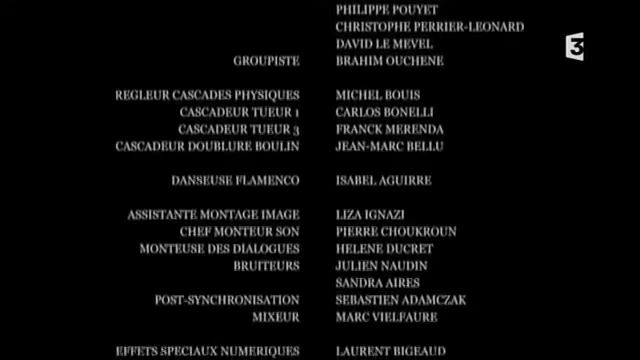 PHILIPPE POUYET
CHRISTOPHE PERRIER-LEONARD
DAVID LE MEVEL
3
GROUPISTE BRAHIM OUCHENE
REGLEUR CASCADES PHYSIQUES MICHEL BOUIS
CASCADEUR TUEUR 1 CARLOS BONELLI
CASCADEUR TUEUR 3 FRANCK MERENDA
CASCADEUR DOUBLURE BOULIN JEAN-MARC BELLU
DANSEUSE FLAMENCO ISABEL AGUIRRE
ASSISTANTE MONTAGE IMAGE LIZA IGNAZI
CHEF MONTEUR SON PIERRE CHOUKROUN
MONTEUSE DES DIALOGUES HELENE DUCRET
BRUITEURS JULIEN NAUDIN
SANDRA AIRES
POST-SYNCHRONISATION SEBASTIEN ADAMCZAK
MIXEUR MARC VIELFAURE
EFFETS SPECIAUX NUMERIQUES LAURENT BIGEAUD